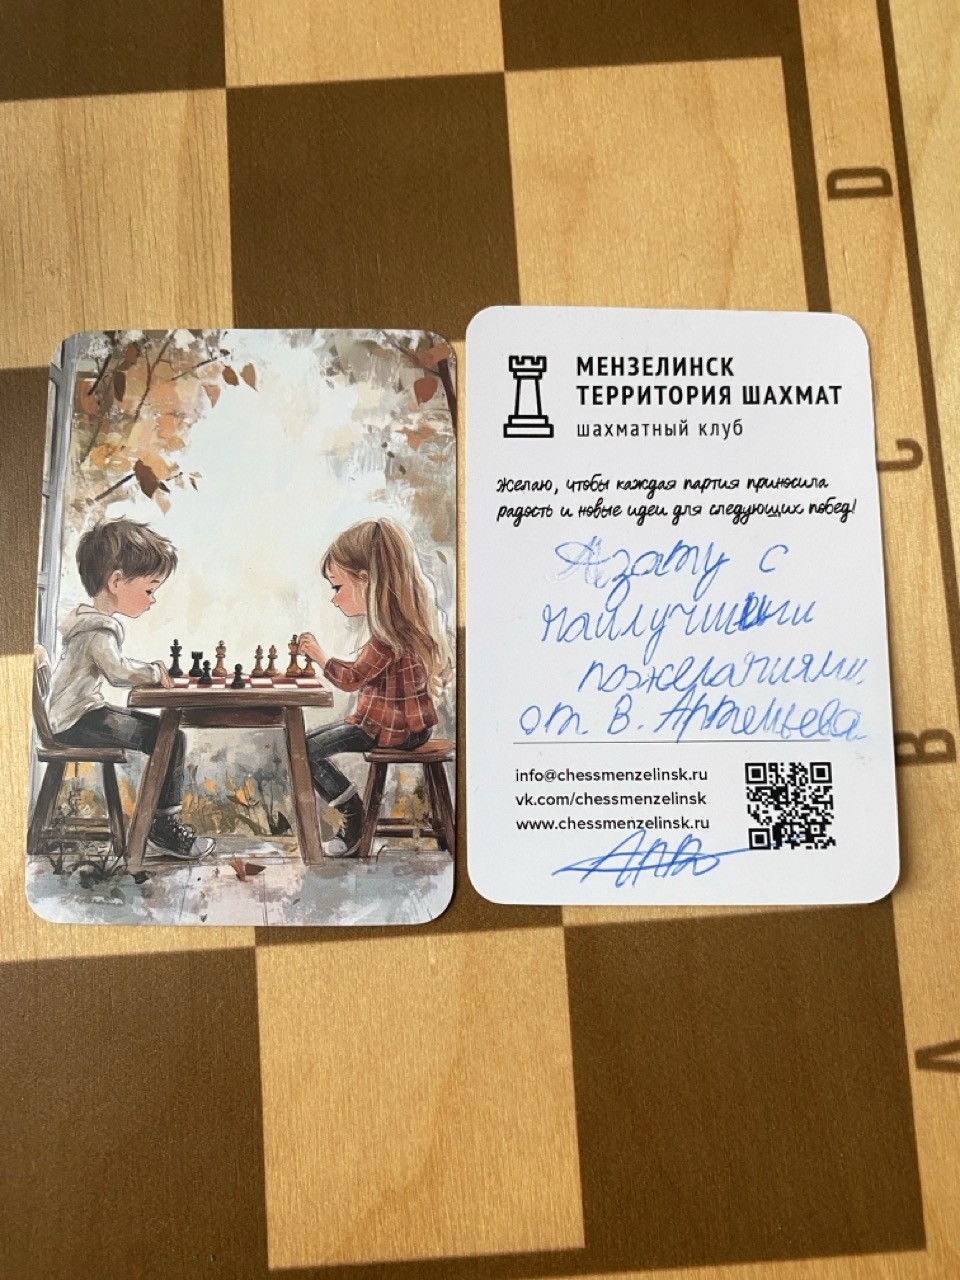 D
МЕНЗЕЛИНСК
ТЕРРИТОРИЯ ШАХМАТ
шахматный клуб
C
Желаю, чтобы каждая партия приносила
радость и новые идеи для следующих побед!
Азату с
наилучшими
пожеланиями
от В. Артемьева
B
info@chessmenzelinsk.ru
vk.com/chessmenzelinsk
www.chessmenzelinsk.ru
A